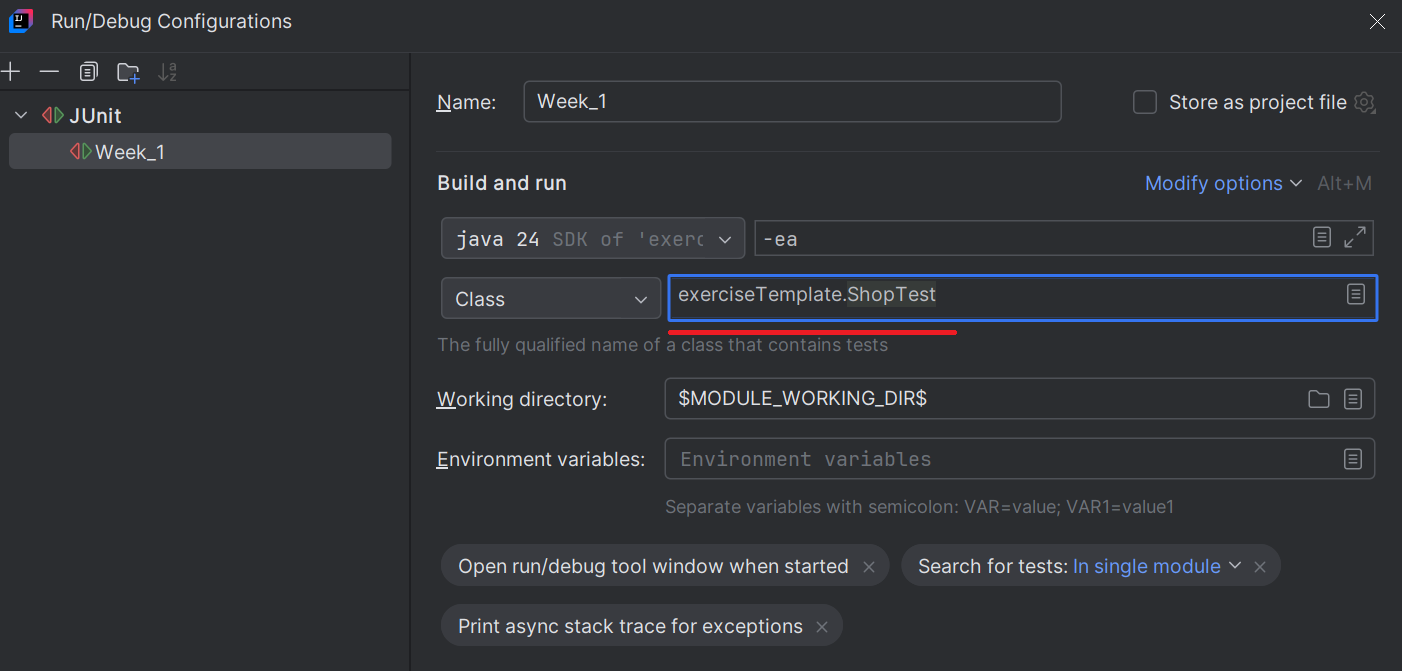 Run/Debug Configurations
JUnit
Week_1
Name: Week_1 Store as project file
Build and run Modify options Alt+M
java 24 SDK of 'exerc -ea
Class exerciseTemplate.ShopTest
The fully qualified name of a class that contains tests
Working directory: $MODULE_WORKING_DIR$
Environment variables: Environment variables
Separate variables with semicolon: VAR=value; VAR1=value1
Open run/debug tool window when started × Search for tests: In single module ×
Print async stack trace for exceptions ×